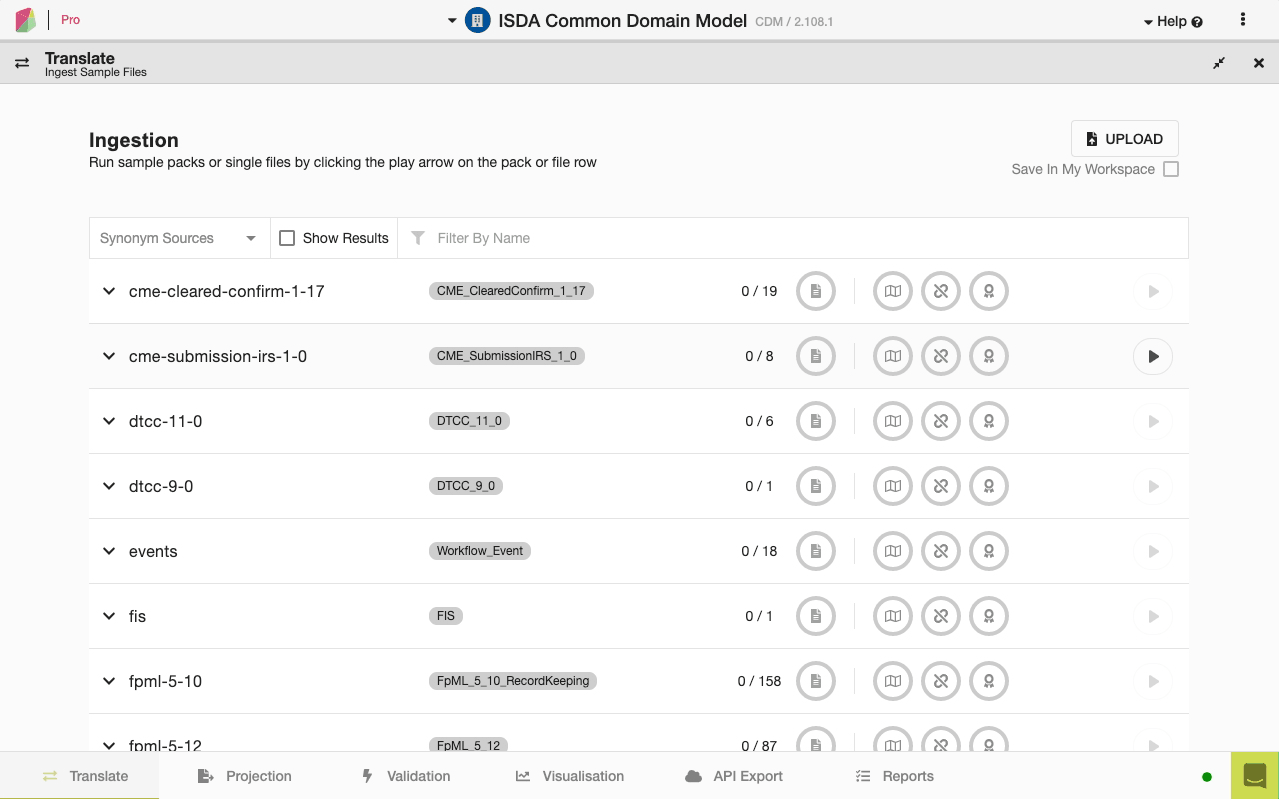 Pro
ISDA Common Domain Model CDM / 2.108.1
Help
Translate
Ingest Sample Files
Ingestion
Run sample packs or single files by clicking the play arrow on the pack or file row
UPLOAD
Save In My Workspace
Synonym Sources Show Results Filter By Name
cme-cleared-confirm-1-17 CME_ClearedConfirm_1_17 0 / 19
cme-submission-irs-1-0 CME_SubmissionIRS_1_0 0 / 8
dtcc-11-0 DTCC_11_0 0 / 6
dtcc-9-0 DTCC_9_0 0 / 1
events Workflow_Event 0 / 18
fis FIS 0 / 1
fpml-5-10 FpML_5_10_RecordKeeping 0 / 158
fpml-5-12 FpML_5_12 0 / 87
Translate Projection Validation Visualisation API Export Reports